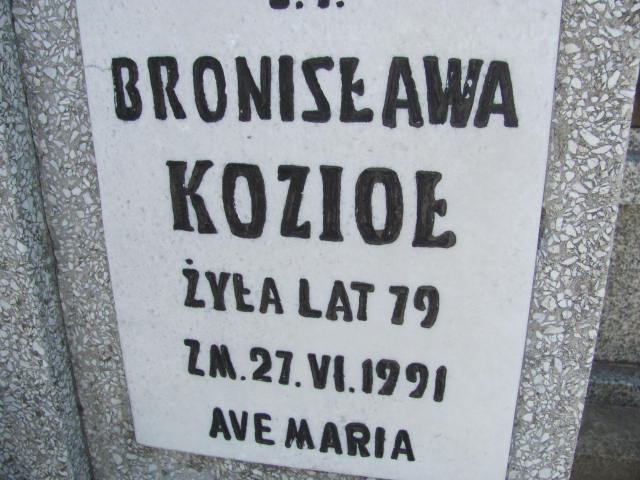 BRONISŁAWA
KOZIOŁ
ŻYŁA LAT 79
ZM. 27. VI. 1991
AVE MARIA